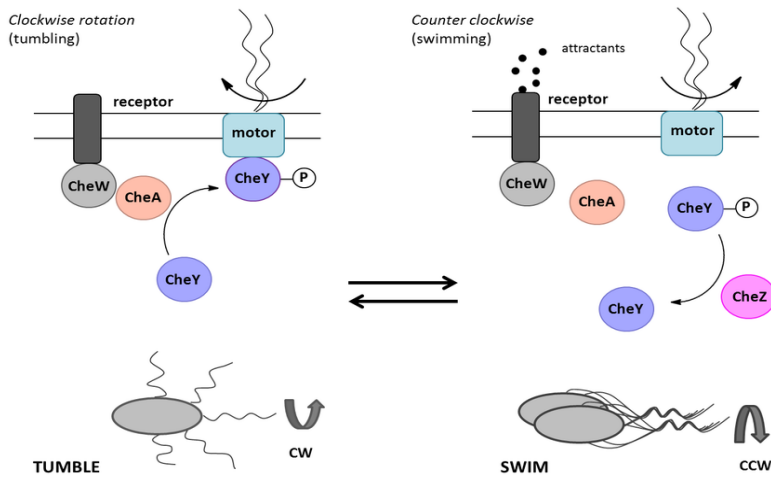 Clockwise rotation
(tumbling)
receptor
motor
CheW
CheA
CheY
P
CheY
TUMBLE
CW
Counter clockwise
(swimming)
attractants
receptor
motor
CheW
CheA
CheY
P
CheY
CheZ
SWIM
CCW